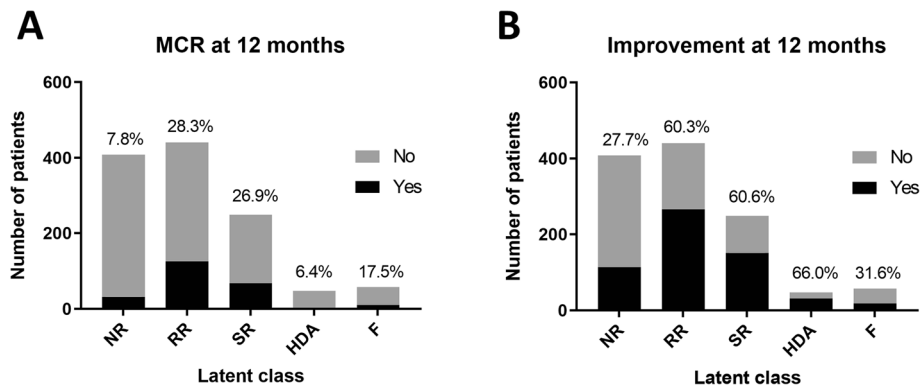 A
MCR at 12 months
Number of patients
600
400
200
0
7.8%
28.3%
26.9%
6.4%
17.5%
No
Yes
NR
RR
SR
HDA
F
Latent class
B
Improvement at 12 months
Number of patients
600
400
200
0
27.7%
60.3%
60.6%
66.0%
31.6%
No
Yes
NR
RR
SR
HDA
F
Latent class